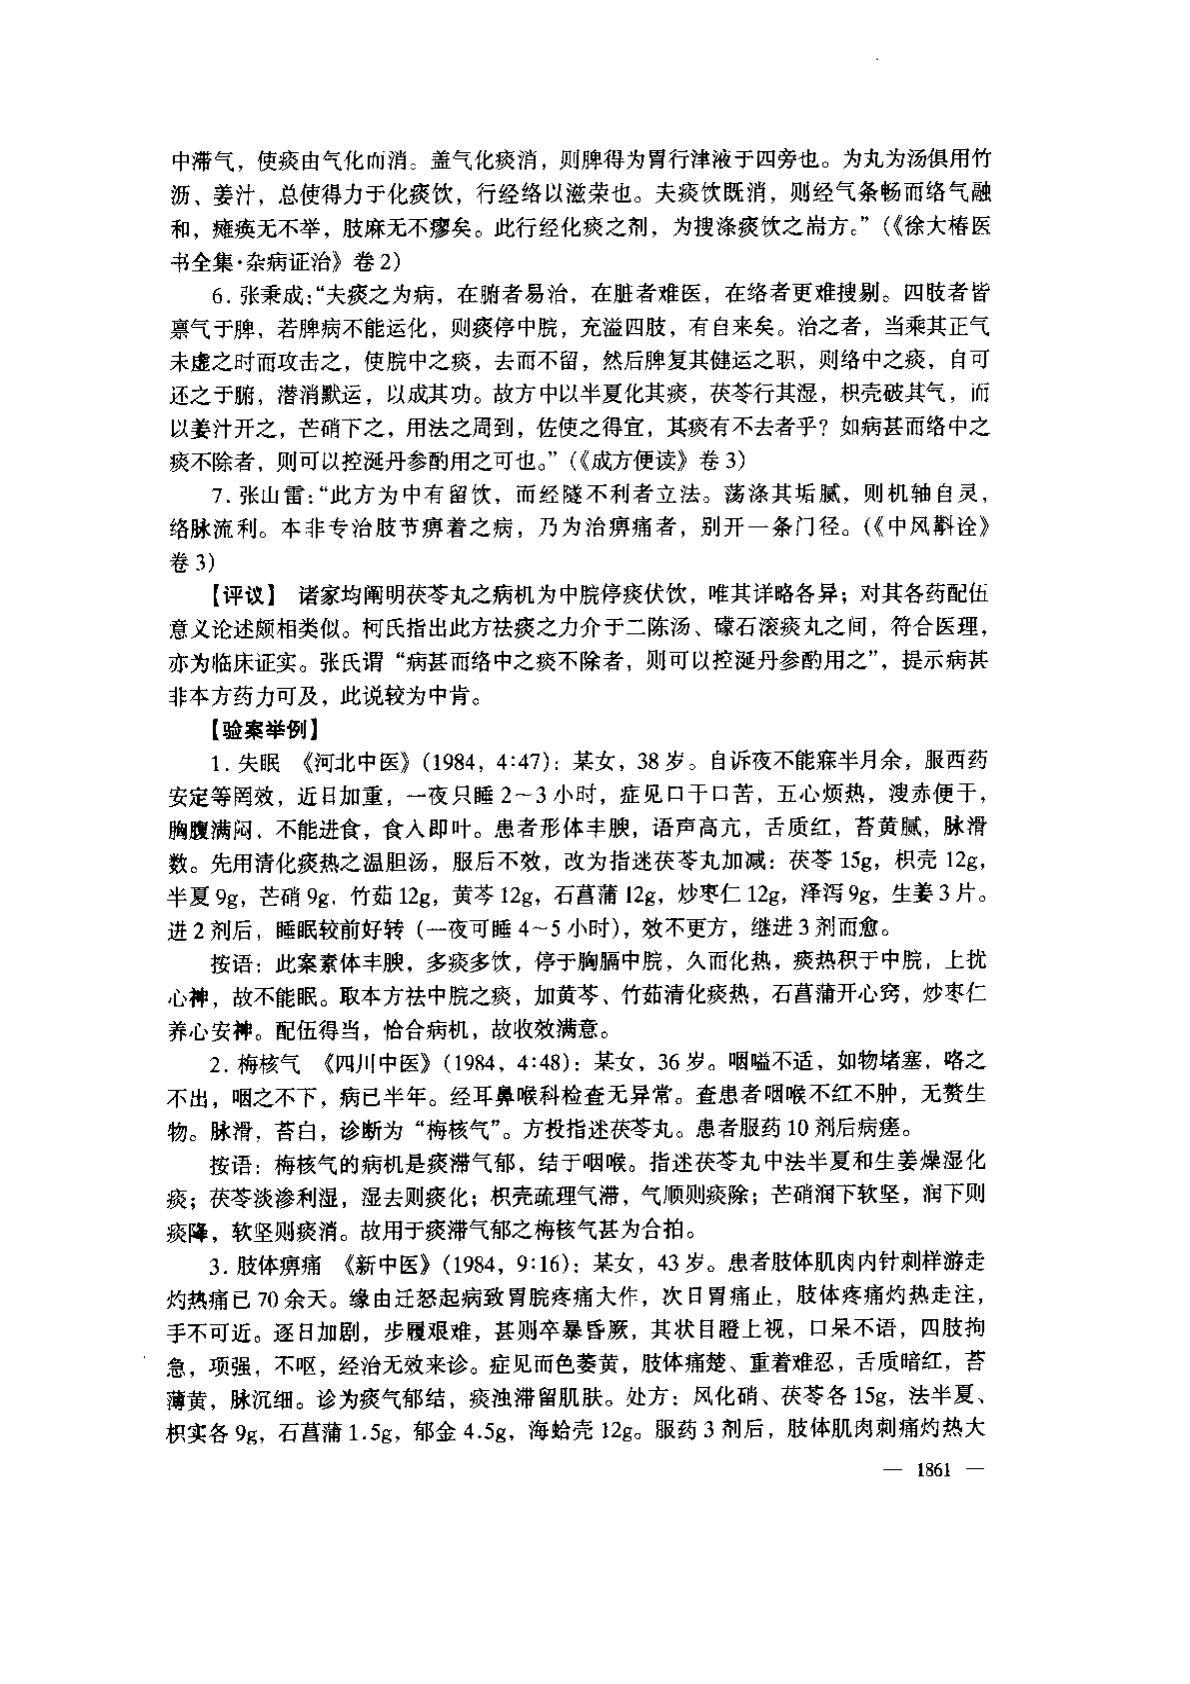 中滞气，使痰由气化而消。盖气化痰消，则脾得为胃行津液于四旁也。为丸为汤俱用竹
沥、姜汁，总使得力于化痰饮，行经络以滋荣也。夫痰饮既消，则经气条畅而络气融
和，瘫痪无不举，肢麻无不瘳矣。此行经化痰之剂，为搜涤痰饮之耑方。”（《徐大椿医
书全集·杂病证治》卷2）
6. 张秉成：“夫痰之为病，在腑者易治，在脏者难医，在络者更难搜剔。四肢者皆
禀气于脾，若脾病不能运化，则痰停中脘，充溢四肢，有自来矣。治之者，当乘其正气
未虚之时而攻击之，使脘中之痰，去而不留，然后脾复其健运之职，则络中之痰，自可
还之于腑，潜消默运，以成其功。故方中以半夏化其痰，茯苓行其湿，枳壳破其气，而
以姜汁开之，芒硝下之，用法之周到，佐使之得宜，其痰有不去者乎？如病甚而络中之
痰不除者，则可以控涎丹参酌用之可也。”（《成方便读》卷3）
7. 张山雷：“此方为中有留饮，而经隧不利者立法。荡涤其垢腻，则机轴自灵，
络脉流利。本非专治肢节痹着之病，乃为治痹痛者，别开一条门径。（《中风斠诠》
卷3）
【评议】 诸家均阐明茯苓丸之病机为中脘停痰伏饮，唯其详略各异；对其各药配伍
意义论述颇相类似。柯氏指出此方祛痰之力介于二陈汤、礞石滚痰丸之间，符合医理，
亦为临床证实。张氏谓“病甚而络中之痰不除者，则可以控涎丹参酌用之”，提示病甚
非本方药力可及，此说较为中肯。
【验案举例】
1. 失眠 《河北中医》（1984，4:47）：某女，38岁。自诉夜不能寐半月余，服西药
安定等罔效，近日加重，一夜只睡2～3小时，症见口干口苦，五心烦热，溲赤便干，
胸腹满闷，不能进食，食入即吐。患者形体丰腴，语声高亢，舌质红，苔黄腻，脉滑
数。先用清化痰热之温胆汤，服后不效，改为指迷茯苓丸加减：茯苓15g，枳壳12g，
半夏9g，芒硝9g，竹茹12g，黄芩12g，石菖蒲12g，炒枣仁12g，泽泻9g，生姜3片。
进2剂后，睡眠较前好转（一夜可睡4～5小时），效不更方，继进3剂而愈。
按语：此案素体丰腴，多痰多饮，停于胸膈中脘，久而化热，痰热积于中脘，上扰
心神，故不能眠。取本方祛中脘之痰，加黄芩、竹茹清化痰热，石菖蒲开心窍，炒枣仁
养心安神。配伍得当，恰合病机，故收效满意。
2. 梅核气 《四川中医》（1984，4:48）：某女，36岁。咽嗌不适，如物堵塞，咯之
不出，咽之不下，病已半年。经耳鼻喉科检查无异常。查患者咽喉不红不肿，无赘生
物。脉滑，苔白，诊断为“梅核气”。方投指迷茯苓丸。患者服药10剂后病瘥。
按语：梅核气的病机是痰滞气郁，结于咽喉。指迷茯苓丸中法半夏和生姜燥湿化
痰；茯苓淡渗利湿，湿去则痰化；枳壳疏理气滞，气顺则痰除；芒硝润下软坚，润下则
痰降，软坚则痰消。故用于痰滞气郁之梅核气甚为合拍。
3. 肢体痹痛 《新中医》（1984，9:16）：某女，43岁。患者肢体肌肉内针刺样游走
灼热痛已70余天。缘由迁怒起病致胃脘疼痛大作，次日胃痛止，肢体疼痛灼热走注，
手不可近。逐日加剧，步履艰难，甚则卒暴昏厥，其状目瞪上视，口呆不语，四肢拘
急，项强，不呕，经治无效来诊。症见面色萎黄，肢体痛楚、重着难忍，舌质暗红，苔
薄黄，脉沉细。诊为痰气郁结，痰浊滞留肌肤。处方：风化硝、茯苓各15g，法半夏、
枳实各9g，石菖蒲1.5g，郁金4.5g，海蛤壳12g。服药3剂后，肢体肌肉刺痛灼热大
— 1861 —